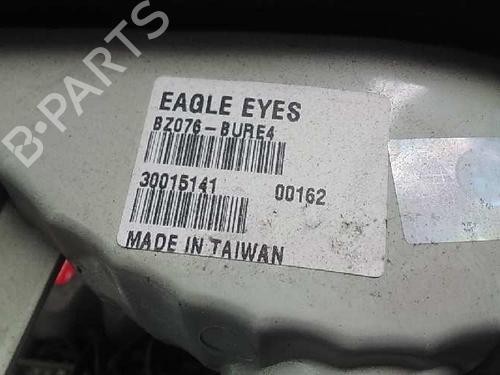 B-PARTS
EAGLE EYES
BZ076-BURE4
30015141 00162
MADE IN TAIWAN